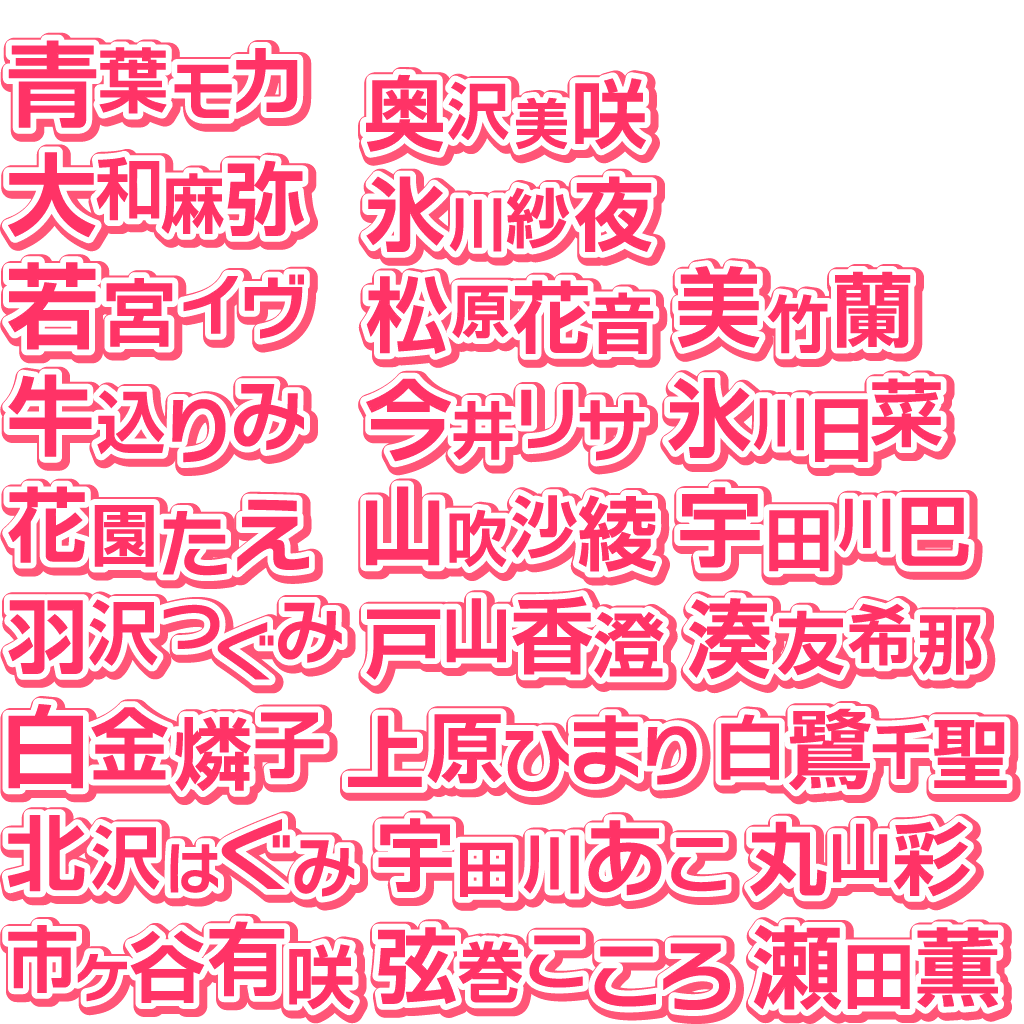 青葉モカ
大和麻弥
若宮イヴ
牛込りみ
花園たえ
羽沢つぐみ
白金燐子
北沢はぐみ
市ヶ谷有咲
奥沢美咲
氷川紗夜
松原花音
今井リサ
山吹沙綾
戸山香澄
上原ひまり
宇田川あこ
弦巻こころ
美竹蘭
氷川日菜
宇田川巴
湊友希那
白鷺千聖
丸山彩
瀬田薫